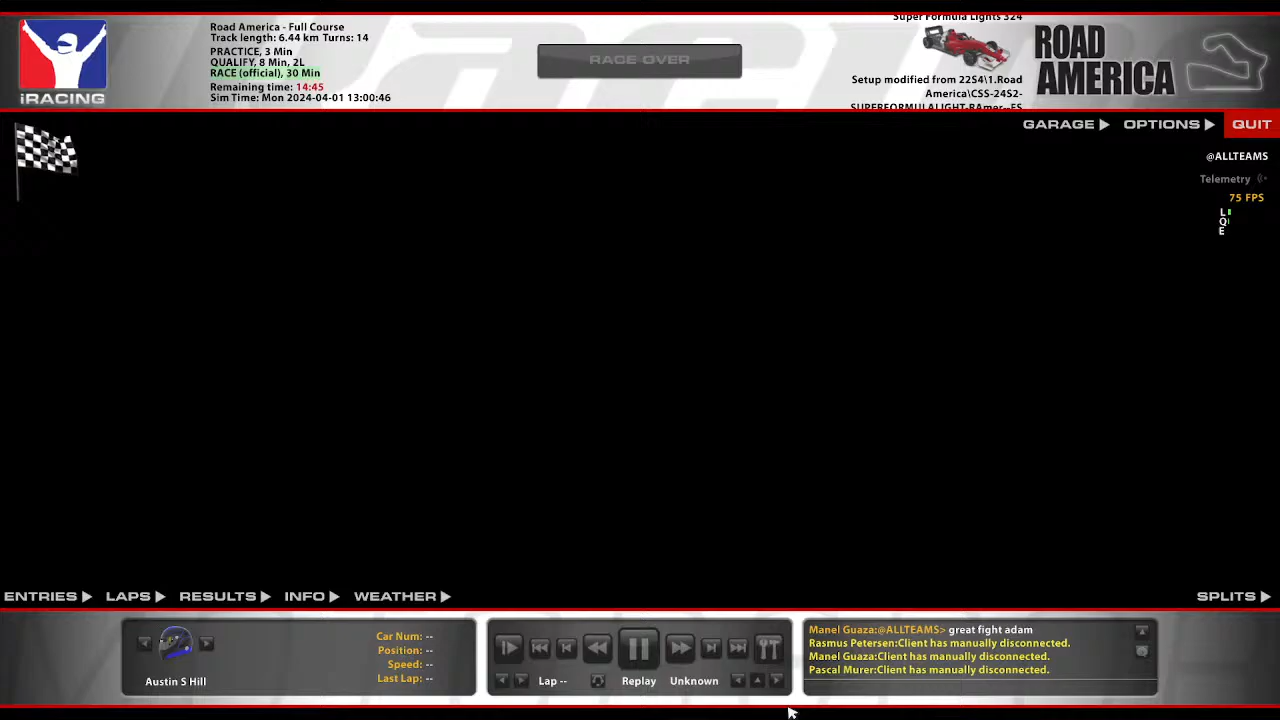 iRACING
Road America - Full Course
Track length: 6.44 km Turns: 14
PRACTICE, 3 Min
QUALIFY, 8 Min, 2L
RACE (official), 30 Min
Remaining time: 14:45
Sim Time: Mon 2024-04-01 13:00:46
RACE OVER
Super Formula Lights 324
Setup modified from 22S4\1.Road
America\CSS-24S2-
SUPERFORMULALIGHT-RAmer--FS
ROAD
AMERICA
GARAGE
OPTIONS
QUIT
@ALLTEAMS
Telemetry
75 FPS
L
Q
E
ENTRIES
LAPS
RESULTS
INFO
WEATHER
SPLITS
Austin S Hill
Car Num: --
Position: --
Speed: --
Last Lap: --
Lap --
Replay
Unknown
Manel Guaza:@ALLTEAMS> great fight adam
Rasmus Petersen:Client has manually disconnected.
Manel Guaza:Client has manually disconnected.
Pascal Murer:Client has manually disconnected.